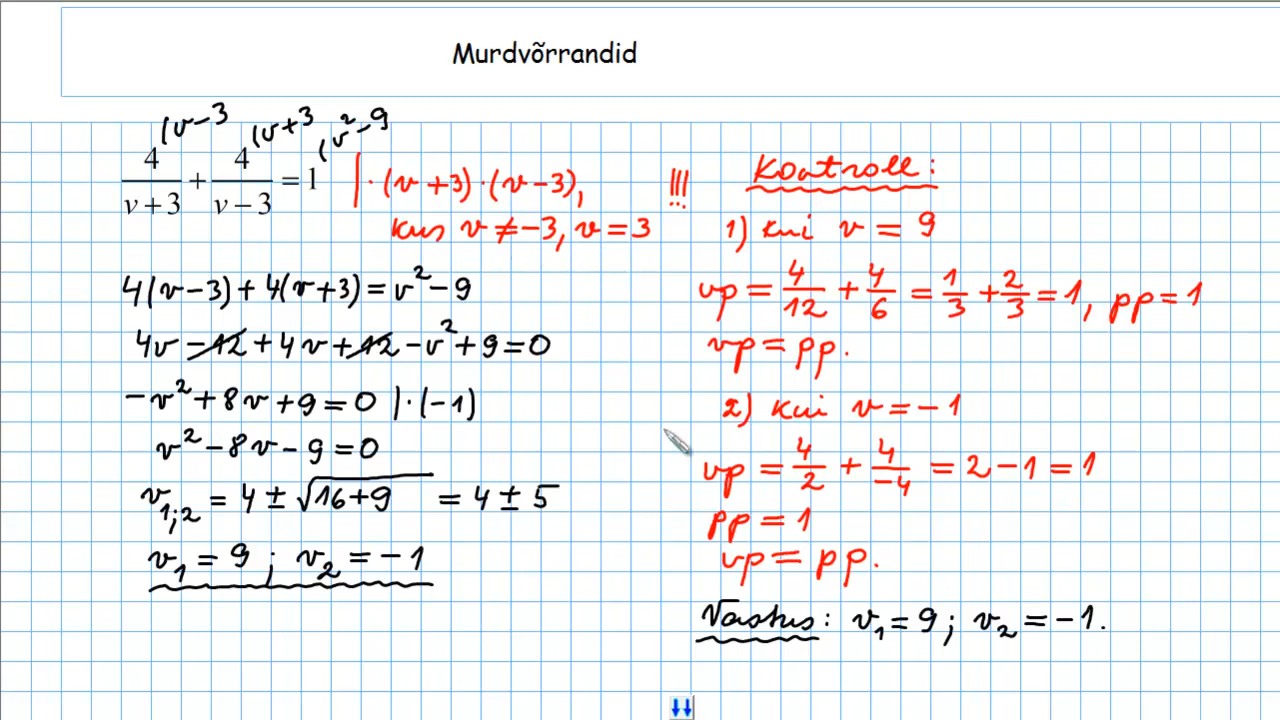 Murdvõrrandid
4(v-3 4(v+3 (v²-9
4/(v+3) + 4/(v-3) = 1 |·(v+3)·(v-3), !!!
kus v ≠ -3, v = 3
4(v-3)+4(v+3)=v²-9
4v-12+4v+12-v²+9=0
-v²+8v+9=0 |·(-1)
v²-8v-9=0
v₁;₂ = 4 ± √(16+9) = 4 ± 5
v₁ = 9 ; v₂ = -1
Kontroll:
1) kui v = 9
vp = 4/12 + 4/6 = 1/3 + 2/3 = 1, pp = 1
vp = pp.
2) kui v = -1
vp = 4/2 + 4/-4 = 2 - 1 = 1
pp = 1
vp = pp.
Vastus: v₁ = 9; v₂ = -1.